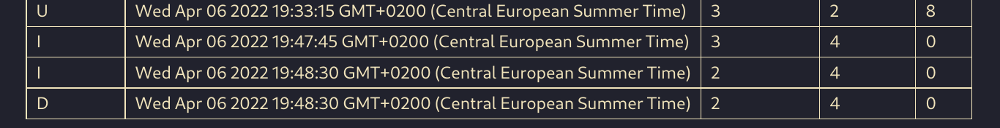 U Wed Apr 06 2022 19:33:15 GMT+0200 (Central European Summer Time) 3 2 8
I Wed Apr 06 2022 19:47:45 GMT+0200 (Central European Summer Time) 3 4 0
I Wed Apr 06 2022 19:48:30 GMT+0200 (Central European Summer Time) 2 4 0
D Wed Apr 06 2022 19:48:30 GMT+0200 (Central European Summer Time) 2 4 0